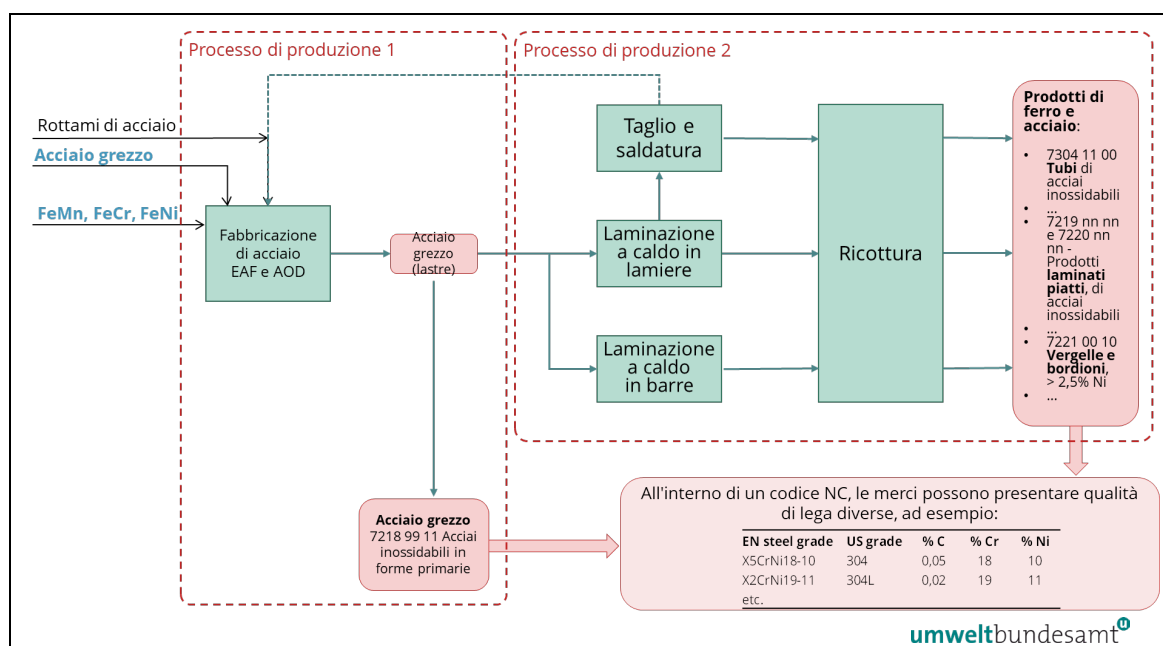 Processo di produzione 1
Processo di produzione 2
Rottami di acciaio
Acciaio grezzo
FeMn, FeCr, FeNi
Fabbricazione
di acciaio
EAF e AOD
Acciaio
grezzo
(lastre)
Taglio e
saldatura
Laminazione
a caldo in
lamiere
Laminazione
a caldo
in barre
Ricottura
Prodotti di
ferro e
acciaio:
• 7304 11 00
Tubi di
acciai
inossidabili
• ...
• 7219 nn nn
e 7220 nn
nn -
Prodotti
laminati
piatti, di
acciai
inossidabili
• ...
• 7221 00 10
Vergelle e
bordioni,
> 2,5% Ni
• ...
Acciaio grezzo
7218 99 11 Acciai
inossidabili in
forme primarie
All'interno di un codice NC, le merci possono presentare qualità
di lega diverse, ad esempio:
EN steel grade US grade % C % Cr % Ni
X5CrNi18-10 304 0,05 18 10
X2CrNi19-11 304L 0,02 19 11
etc.
umweltbundesamt u